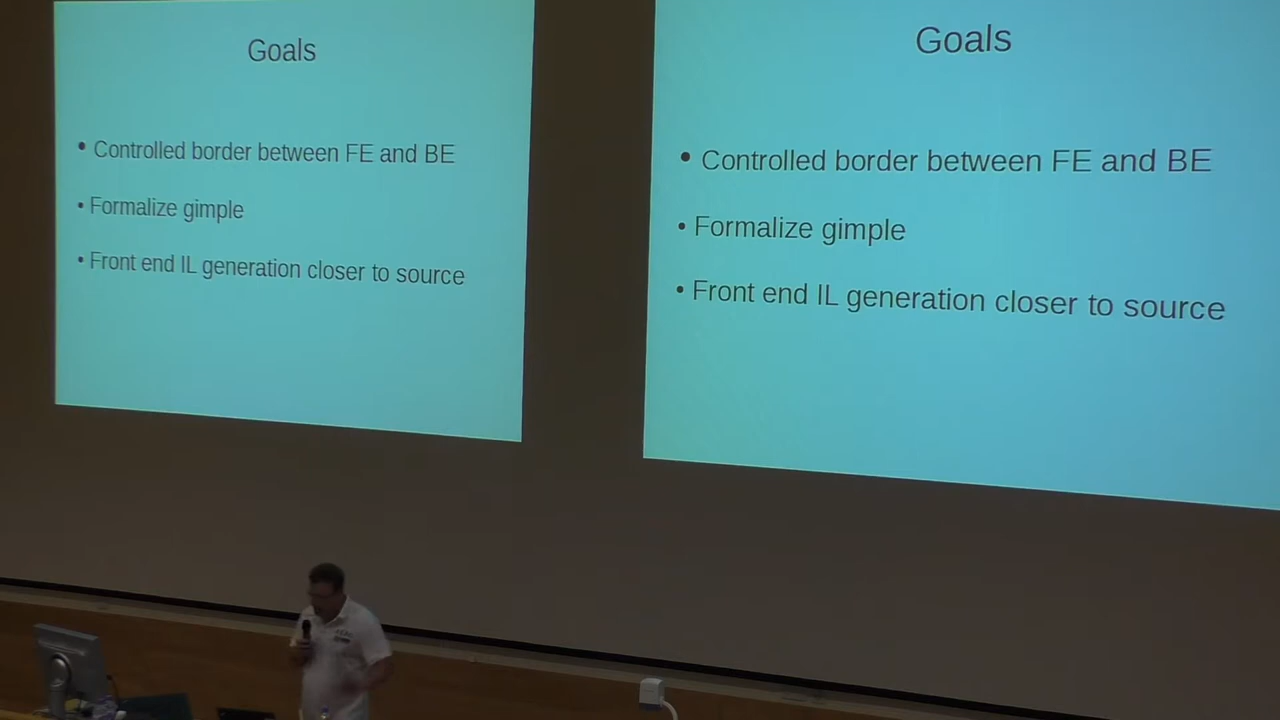 Goals
• Controlled border between FE and BE
• Formalize gimple
• Front end IL generation closer to source
Goals
• Controlled border between FE and BE
• Formalize gimple
• Front end IL generation closer to source